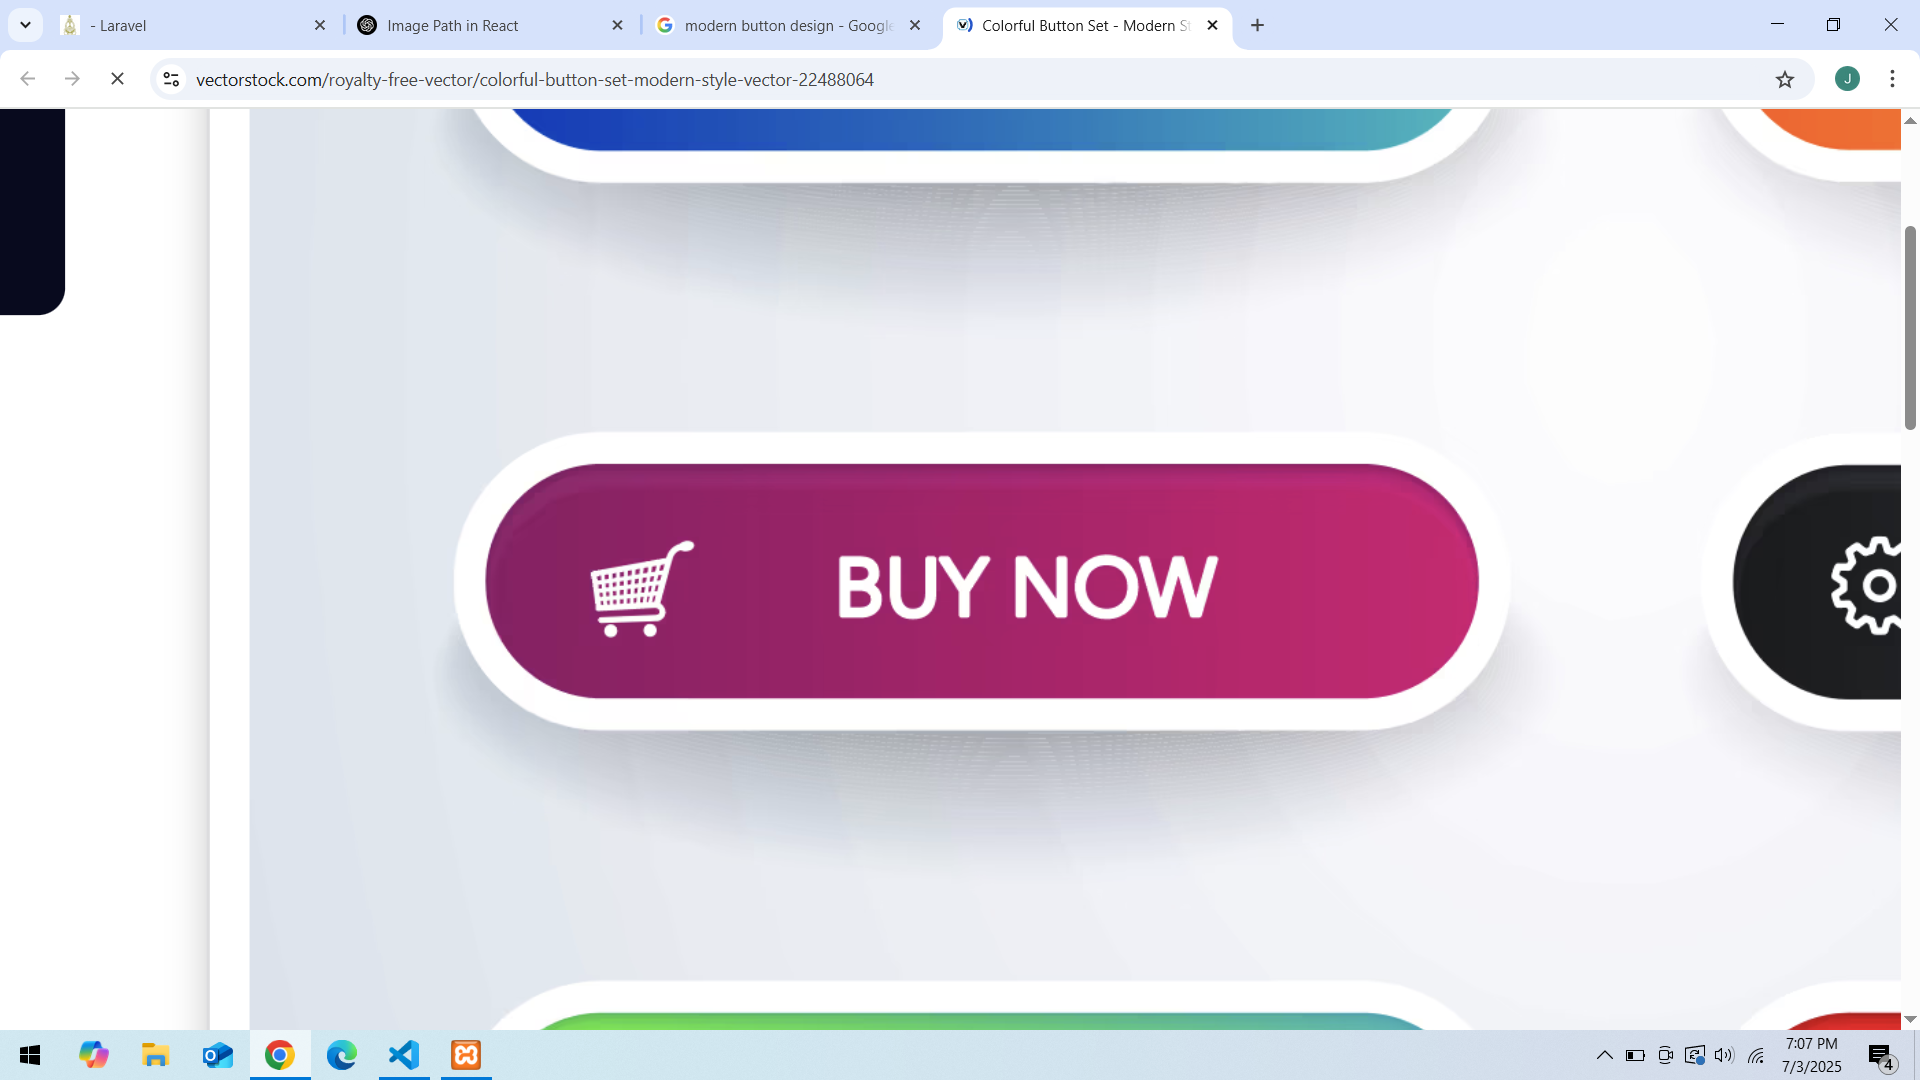 - Laravel
Image Path in React
modern button design - Google
Colorful Button Set - Modern St
vectorstock.com/royalty-free-vector/colorful-button-set-modern-style-vector-22488064
J
BUY NOW
7:07 PM
7/3/2025
4